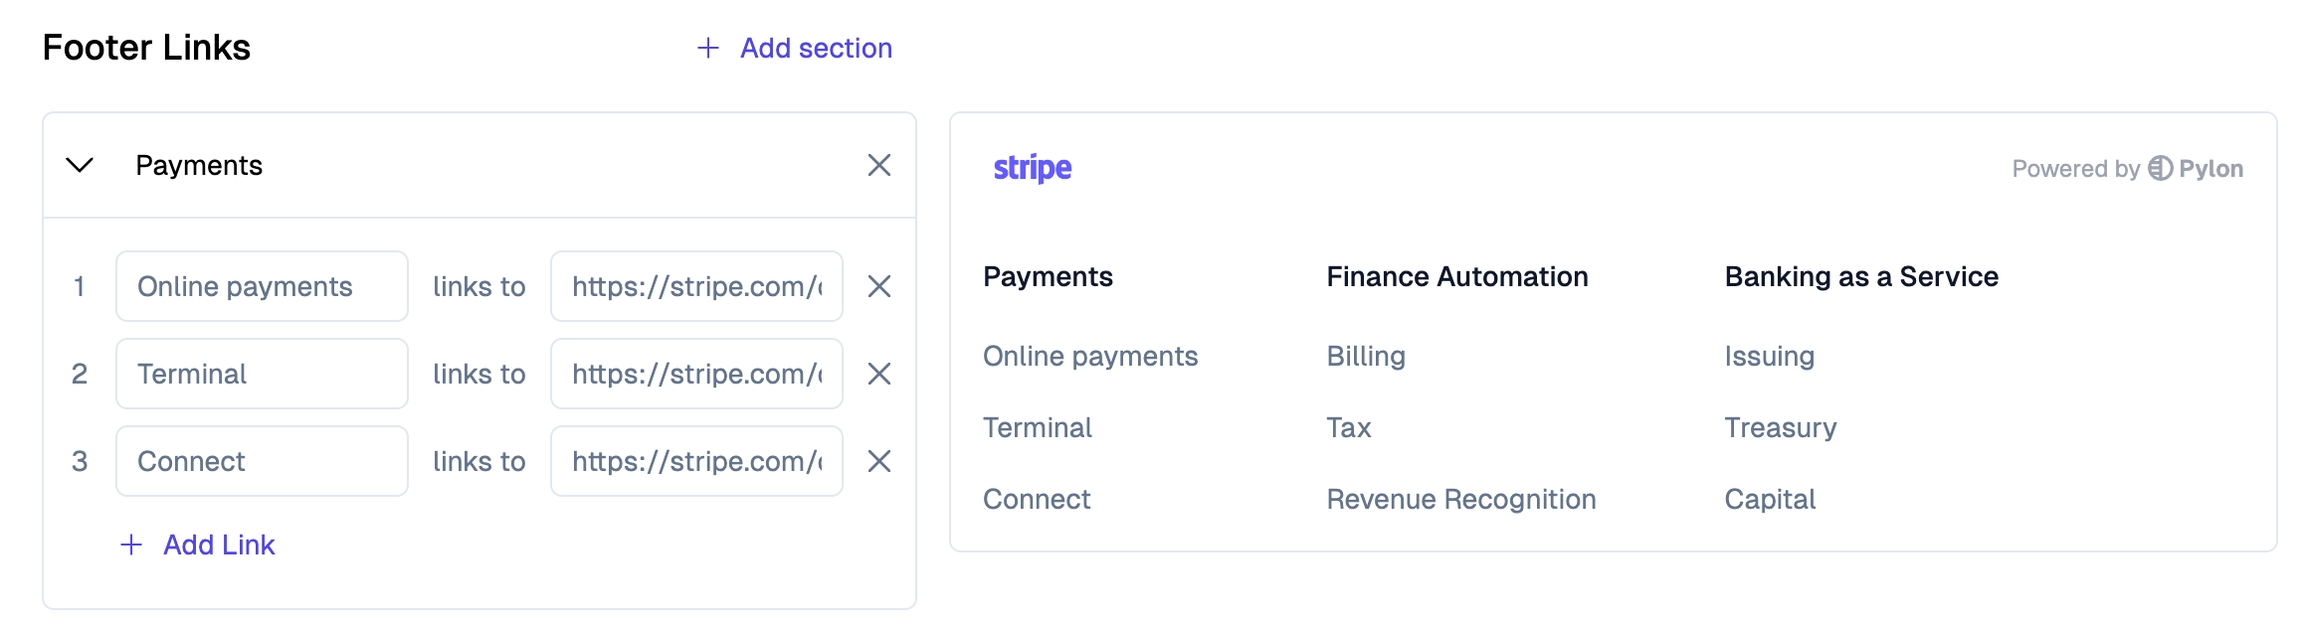 Footer Links
+ Add section
Payments
1 Online payments links to https://stripe.com/
2 Terminal links to https://stripe.com/
3 Connect links to https://stripe.com/
+ Add Link
stripe
Powered by Pylon
Payments Finance Automation Banking as a Service
Online payments Billing Issuing
Terminal Tax Treasury
Connect Revenue Recognition Capital